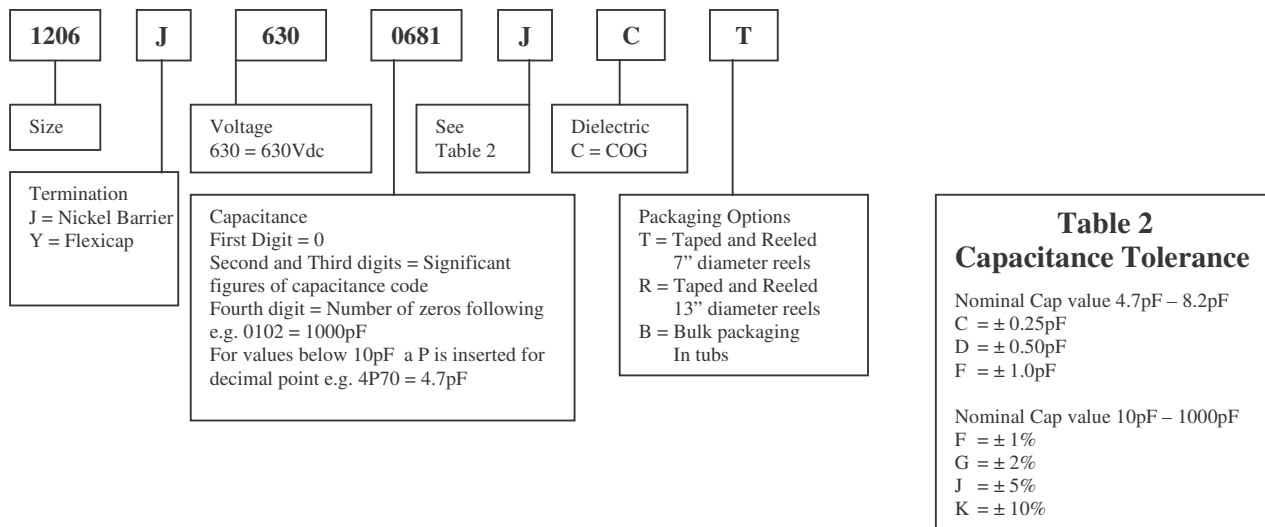 1206 J 630 0681 J C T
Size
Voltage
630 = 630Vdc
See
Table 2
Dielectric
C = COG
Termination
J = Nickel Barrier
Y = Flexicap
Capacitance
First Digit = 0
Second and Third digits = Significant
figures of capacitance code
Fourth digit = Number of zeros following
e.g. 0102 = 1000pF
For values below 10pF a P is inserted for
decimal point e.g. 4P70 = 4.7pF
Packaging Options
T = Taped and Reeled
7” diameter reels
R = Taped and Reeled
13” diameter reels
B = Bulk packaging
In tubs
Table 2
Capacitance Tolerance
Nominal Cap value 4.7pF – 8.2pF
C = ± 0.25pF
D = ± 0.50pF
F = ± 1.0pF
Nominal Cap value 10pF – 1000pF
F = ± 1%
G = ± 2%
J = ± 5%
K = ± 10%